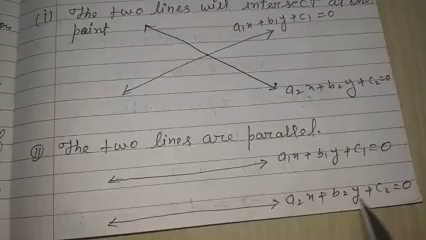 (i) The two lines will intersect at one
point
a₁x + b₁y + c₁ = 0
a₂x + b₂y + c₂ = 0
(ii) The two lines are parallel.
a₁x + b₁y + c₁ = 0
a₂x + b₂y + c₂ = 0